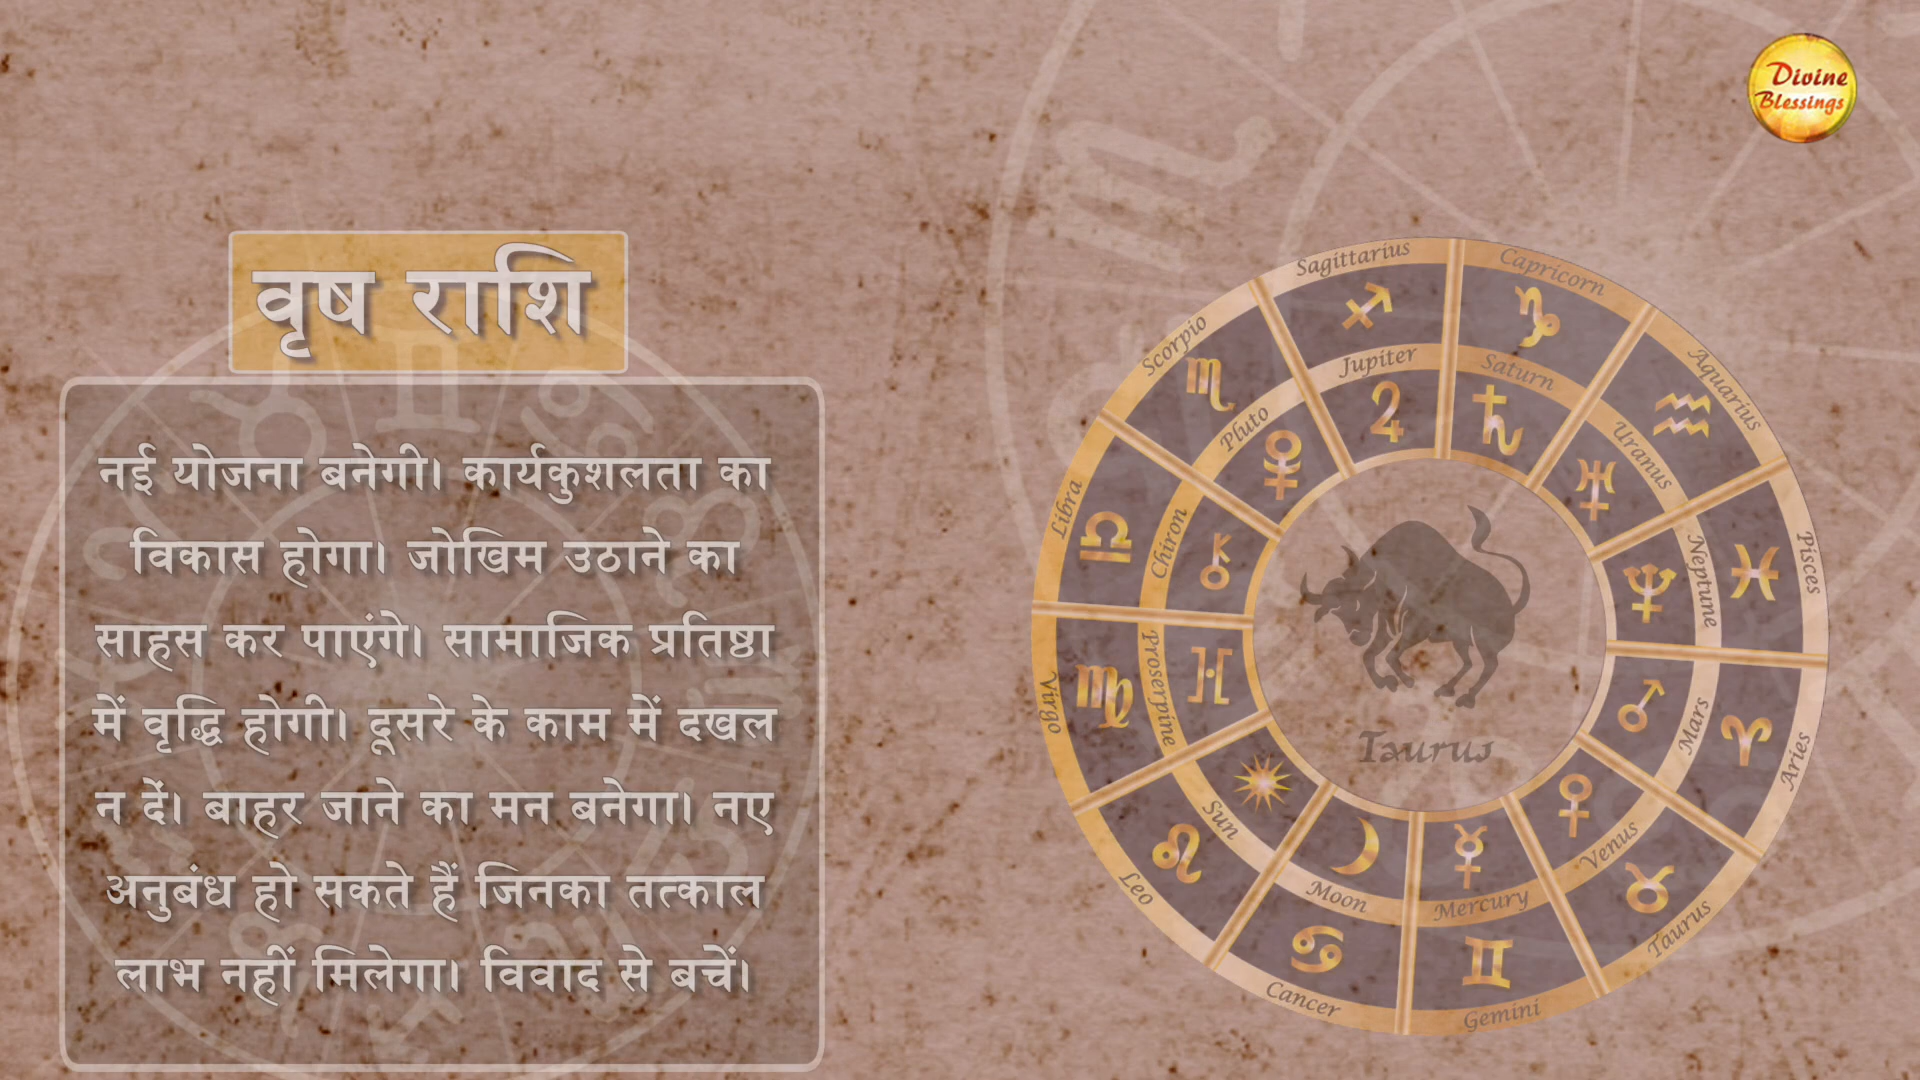 Divine
Blessings
वृष राशि
नई योजना बनेगी। कार्यकुशलता का
विकास होगा। जोखिम उठाने का
साहस कर पाएंगे। सामाजिक प्रतिष्ठा
में वृद्धि होगी। दूसरे के काम में दखल
न दें। बाहर जाने का मन बनेगा। नए
अनुबंध हो सकते हैं जिनका तत्काल
लाभ नहीं मिलेगा। विवाद से बचें।
Sagittarius
Capricorn
Aquarius
Pisces
Aries
Taurus
Gemini
Cancer
Leo
Virgo
Libra
Scorpio
Jupiter
Saturn
Uranus
Neptune
Mars
Venus
Mercury
Moon
Sun
Proserpine
Chiron
Pluto
Taurus